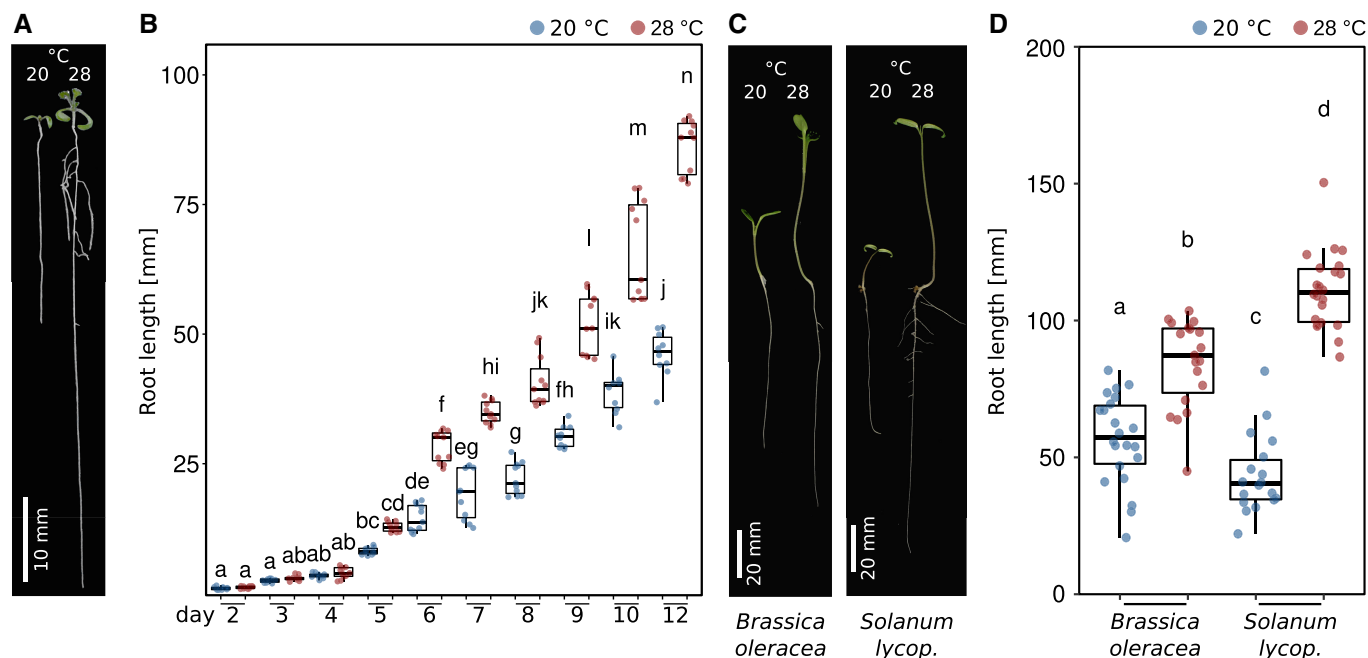 A
°C
20 28
10 mm
B
20 °C 28 °C
Root length [mm]
100
75
50
25
a a a ab ab ab bc cd de f eg hi g jk fh l ik m j n
day 2 3 4 5 6 7 8 9 10 12
C
°C
20 28
20 mm
Brassica
oleracea
°C
20 28
20 mm
Solanum
lycop.
D
20 °C 28 °C
Root length [mm]
200
150
100
50
0
a b c d
Brassica
oleracea
Solanum
lycop.